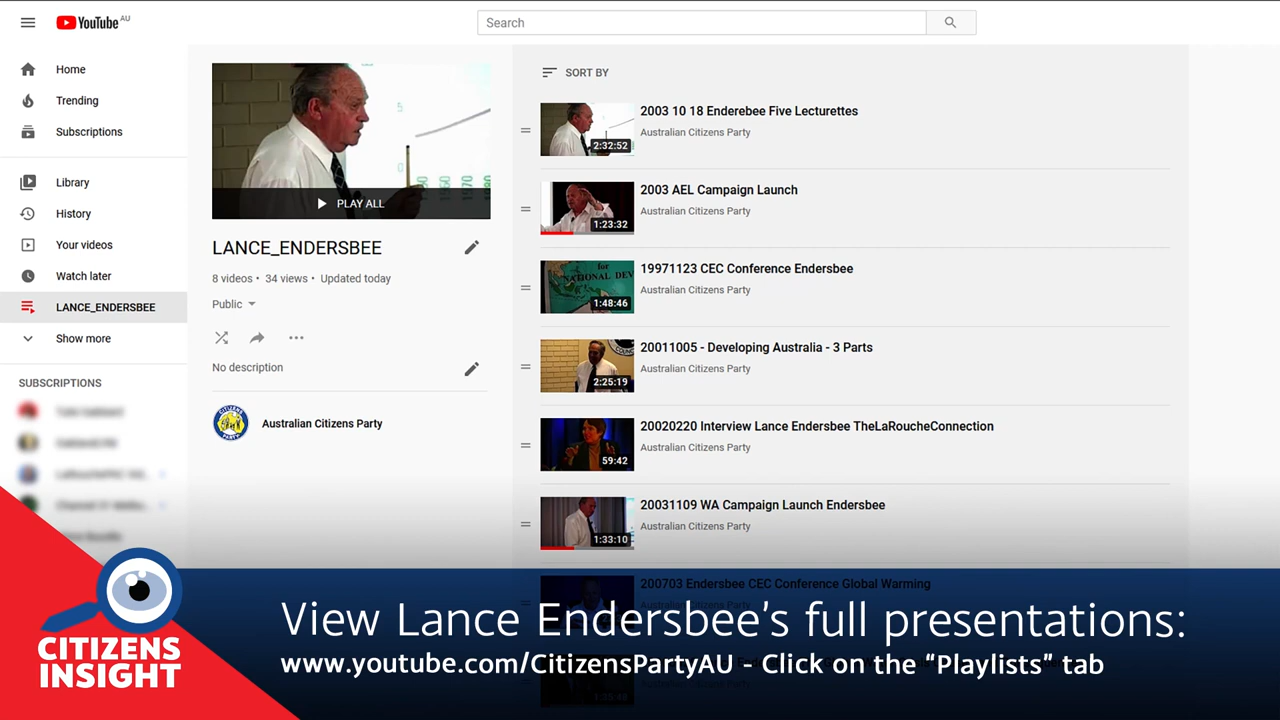 YouTube AU
Search
Home
Trending
Subscriptions
Library
History
Your videos
Watch later
LANCE_ENDERSBEE
Show more
SUBSCRIPTIONS
PLAY ALL
LANCE_ENDERSBEE
8 videos • 34 views • Updated today
Public
No description
CITIZENS PARTY
Australian Citizens Party
SORT BY
2:32:52
2003 10 18 Enderebee Five Lecturettes
Australian Citizens Party
1:23:32
2003 AEL Campaign Launch
Australian Citizens Party
for
NATIONAL DEV
1:48:46
19971123 CEC Conference Endersbee
Australian Citizens Party
2:25:19
20011005 - Developing Australia - 3 Parts
Australian Citizens Party
59:42
20020220 Interview Lance Endersbee TheLaRoucheConnection
Australian Citizens Party
1:33:10
20031109 WA Campaign Launch Endersbee
Australian Citizens Party
200703 Endersbee CEC Conference Global Warming
CITIZENS
INSIGHT
View Lance Endersbee's full presentations:
www.youtube.com/CitizensPartyAU - Click on the “Playlists” tab